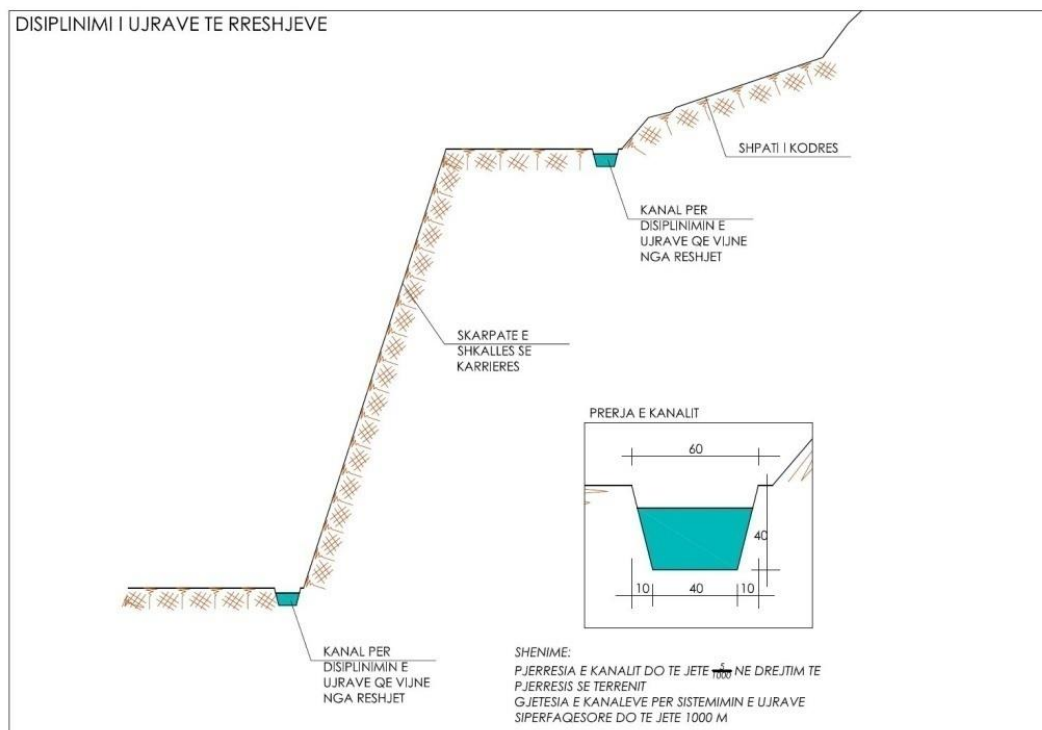 DISIPLINIMI I UJRAVE TE RRESHJEVE
SHPATI I KODRES
KANAL PER
DISIPLINIMIN E
UJRAVE QE VIJNE
NGA RESHJET
SKARPATE E
SHKALLES SE
KARRIERES
PRERJA E KANALIT
60
40
10 40 10
KANAL PER
DISIPLINIMIN E
UJRAVE QE VIJNE
NGA RESHJET
SHENIME:
PJERRESIA E KANALIT DO TE JETE 5/1000 NE DREJTIM TE
PJERRESIS SE TERRENIT
GJETESIA E KANALEVE PER SISTEMIMIN E UJRAVE
SIPERFAQESORE DO TE JETE 1000 M